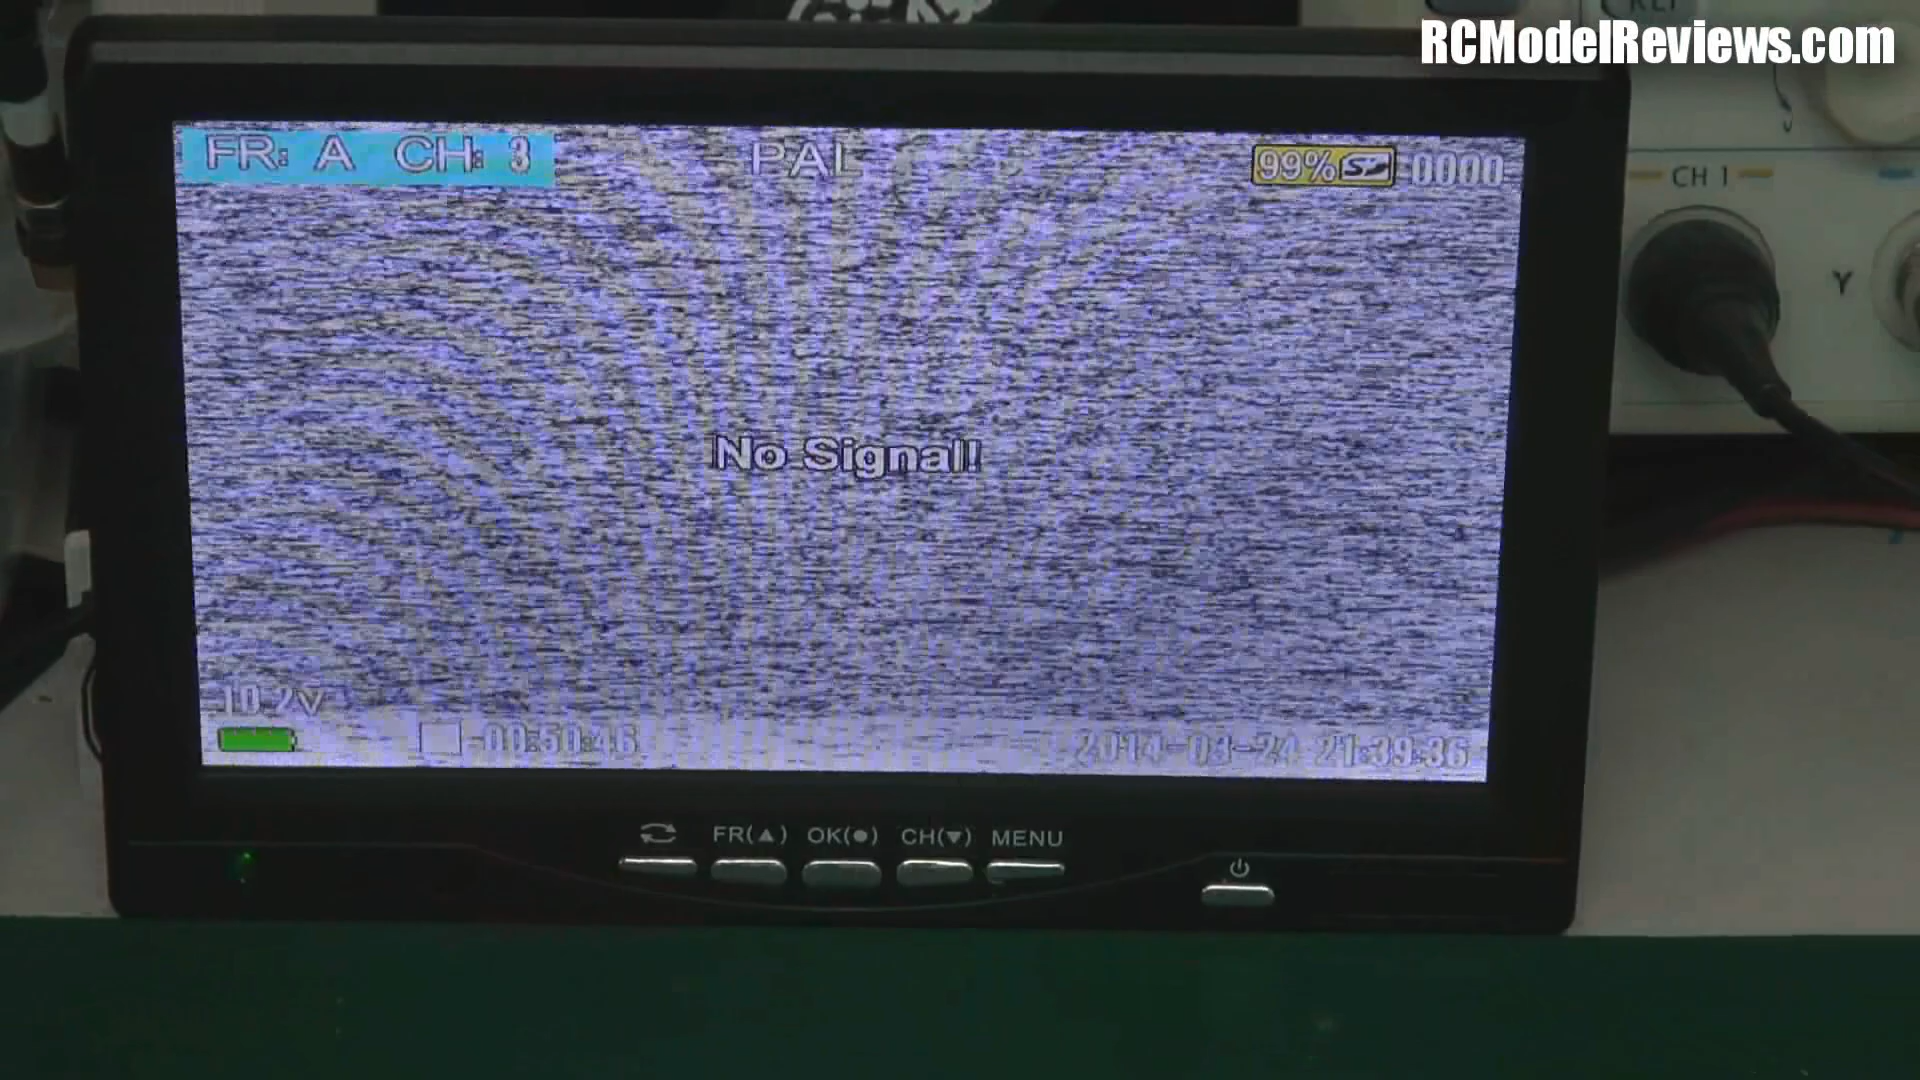 RCModelReviews.com
FR: A CH: 3 PAL 99% SD 0000
CH 1
Y
No Signal!
10.2V
-00:50:46 2014-03-24 21:39:36
FR(▲) OK(●) CH(▼) MENU